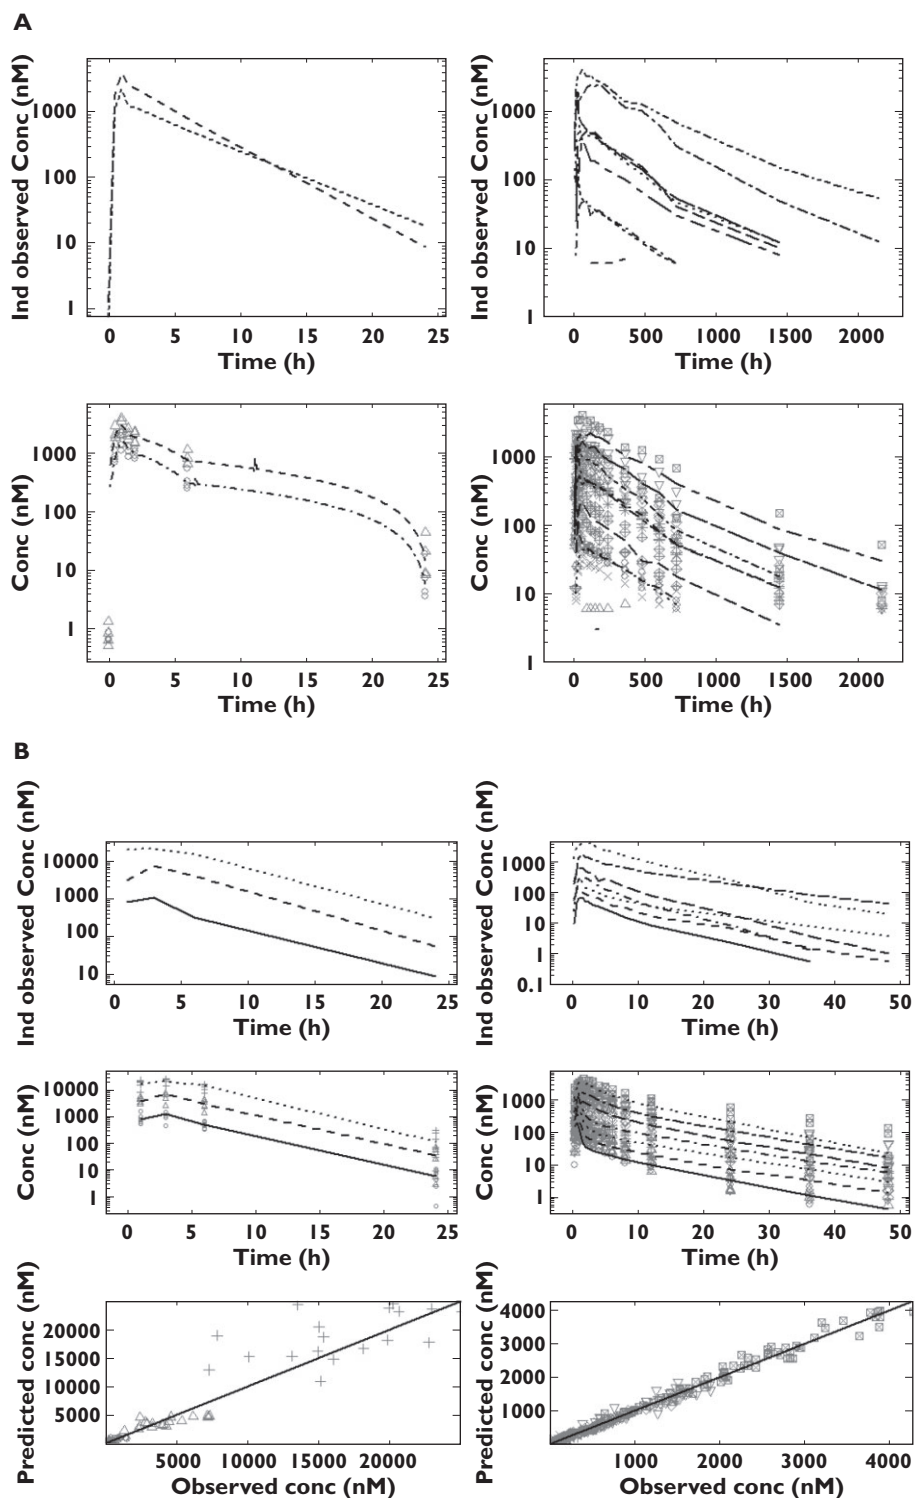 A
Ind observed Conc (nM)
1000
100
10
1
0 5 10 15 20 25
Time (h)
Ind observed Conc (nM)
1000
100
10
1
0 500 1000 1500 2000
Time (h)
Conc (nM)
1000
100
10
1
0 5 10 15 20 25
Time (h)
Conc (nM)
1000
100
10
1
0 500 1000 1500 2000
Time (h)
B
Ind observed Conc (nM)
10000
1000
100
10
0 5 10 15 20 25
Time (h)
Ind observed Conc (nM)
1000
100
10
1
0.1
0 10 20 30 40 50
Time (h)
Conc (nM)
10000
1000
100
10
1
0 5 10 15 20 25
Time (h)
Conc (nM)
1000
100
10
1
0 10 20 30 40 50
Time (h)
Predicted conc (nM)
20000
15000
10000
5000
5000 10000 15000 20000
Observed conc (nM)
Predicted conc (nM)
4000
3000
2000
1000
1000 2000 3000 4000
Observed conc (nM)